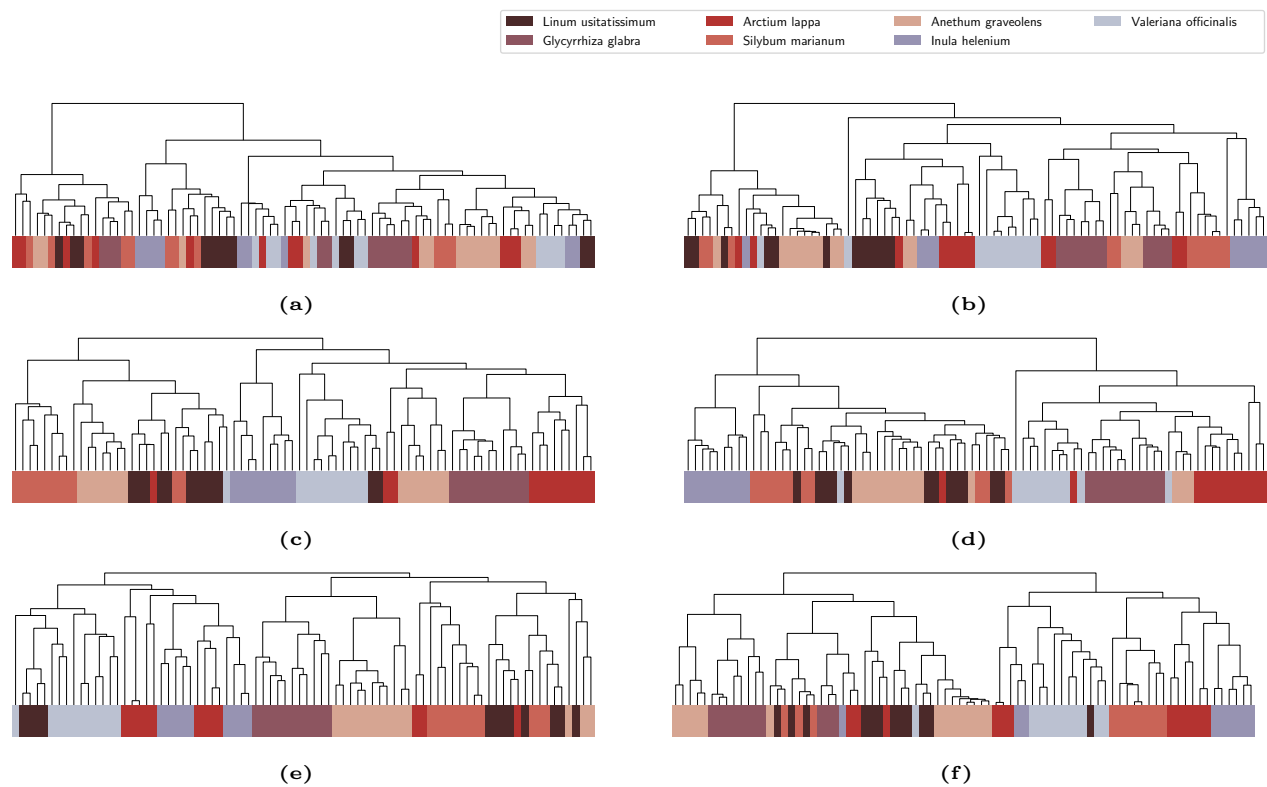 Linum usitatissimum Arctium lappa Anethum graveolens Valeriana officinalis
Glycyrrhiza glabra Silybum marianum Inula helenium
(a) (b)
(c) (d)
(e) (f)